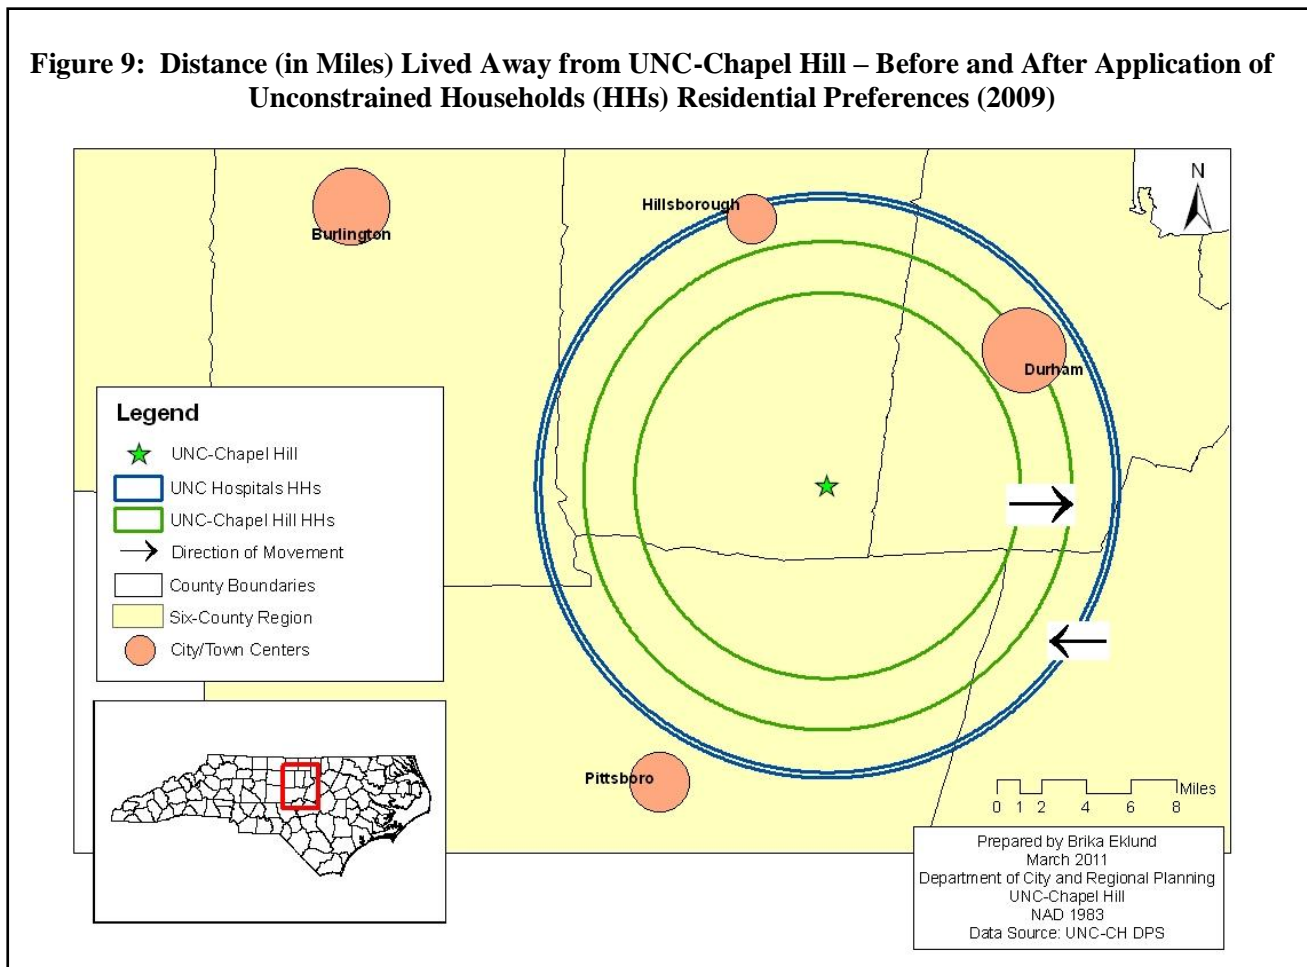 Figure 9:  Distance (in Miles) Lived Away from UNC-Chapel Hill – Before and After Application of
Unconstrained Households (HHs) Residential Preferences (2009)
N
Hillsborough
Burlington
Durham
Legend
UNC-Chapel Hill
UNC Hospitals HHs
UNC-Chapel Hill HHs
Direction of Movement
County Boundaries
Six-County Region
City/Town Centers
Pittsboro
Miles
0 1 2 4 6 8
Prepared by Brika Eklund
March 2011
Department of City and Regional Planning
UNC-Chapel Hill
NAD 1983
Data Source: UNC-CH DPS